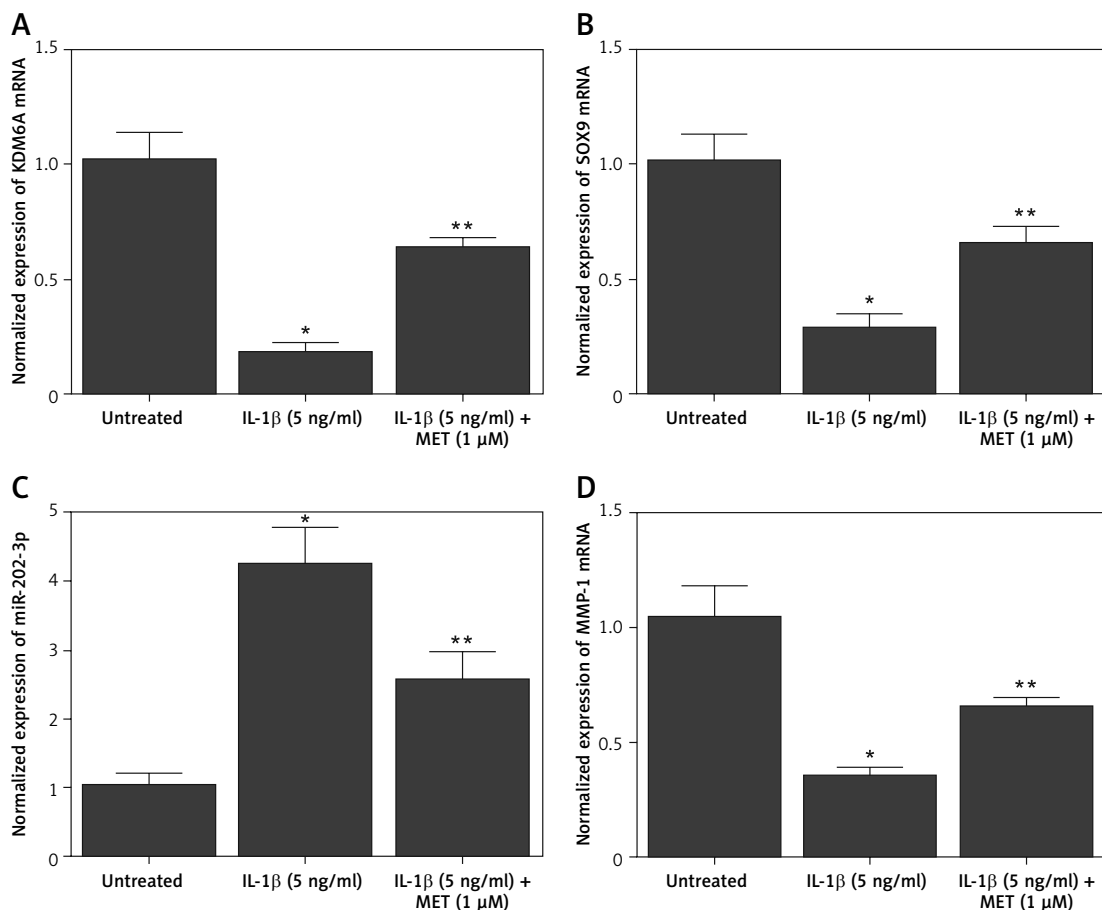 A
Normalized expression of KDM6A mRNA
1.5
1.0
0.5
0
*
**
Untreated
IL-1β (5 ng/ml)
IL-1β (5 ng/ml) +
MET (1 μM)
B
Normalized expression of SOX9 mRNA
1.5
1.0
0.5
0
*
**
Untreated
IL-1β (5 ng/ml)
IL-1β (5 ng/ml) +
MET (1 μM)
C
Normalized expression of miR-202-3p
5
4
3
2
1
0
*
**
Untreated
IL-1β (5 ng/ml)
IL-1β (5 ng/ml) +
MET (1 μM)
D
Normalized expression of MMP-1 mRNA
1.5
1.0
0.5
0
*
**
Untreated
IL-1β (5 ng/ml)
IL-1β (5 ng/ml) +
MET (1 μM)